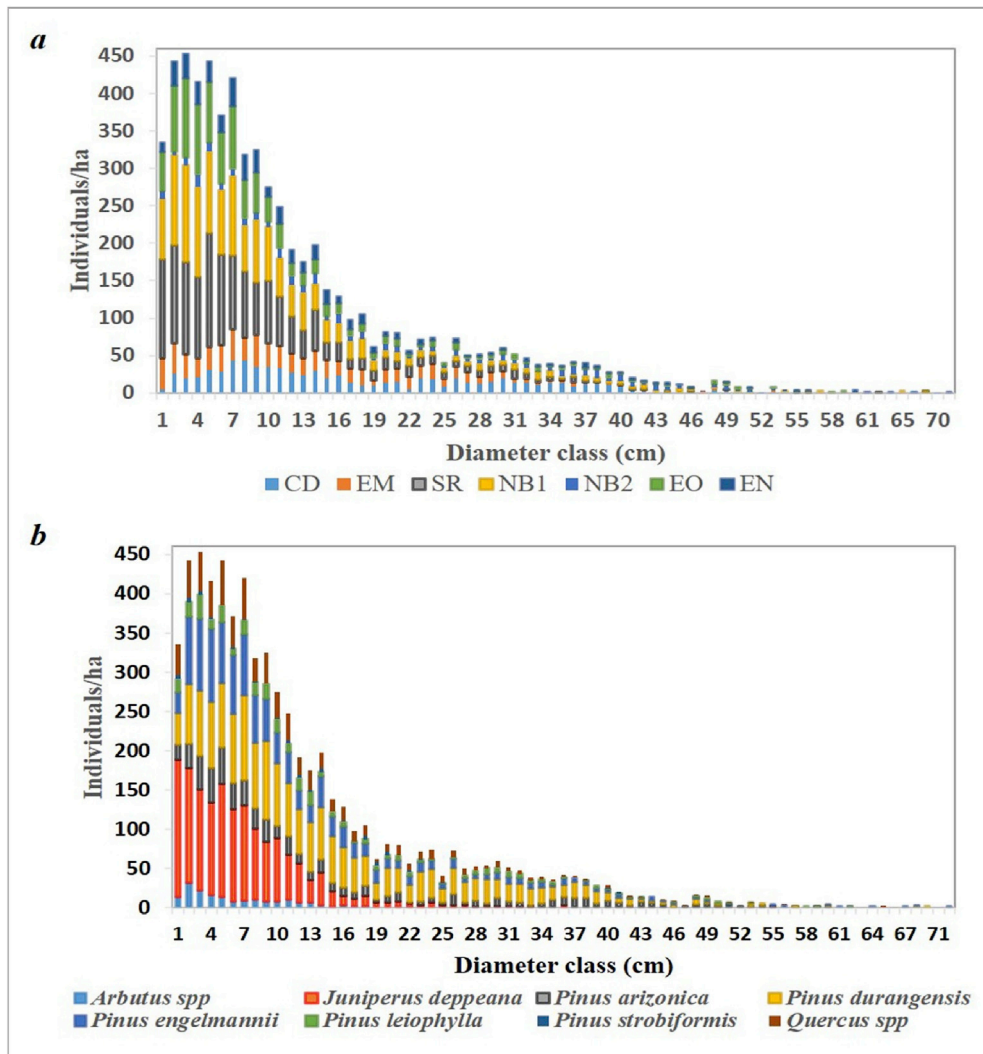 a
450
400
350
300
250
200
150
100
50
0
Individuals/ha
1 4 7 10 13 16 19 22 25 28 31 34 37 40 43 46 49 52 55 58 61 65 70
Diameter class (cm)
CD EM SR NB1 NB2 EO EN
b
450
400
350
300
250
200
150
100
50
0
Individuals/ha
1 4 7 10 13 16 19 22 25 28 31 34 37 40 43 46 49 52 55 58 61 64 67 71
Diameter class (cm)
Arbutus spp Juniperus deppeana Pinus arizonica Pinus durangensis
Pinus engelmannii Pinus leiophylla Pinus strobiformis Quercus spp